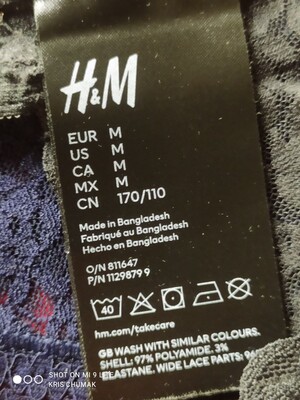 H&M
EUR M
US M
CA M
MX M
CN 170/110
Made in Bangladesh
Fabriqué au Bangladesh
Hecho en Bangladesh
O/N 811647
P/N 1129879 9
40
hm.com/takecare
GB WASH WITH SIMILAR COLOURS.
SHELL: 97% POLYAMIDE. 3%
ELASTANE. WIDE LACE PARTS:
SHOT ON MI 9
KRIS CHUMAK